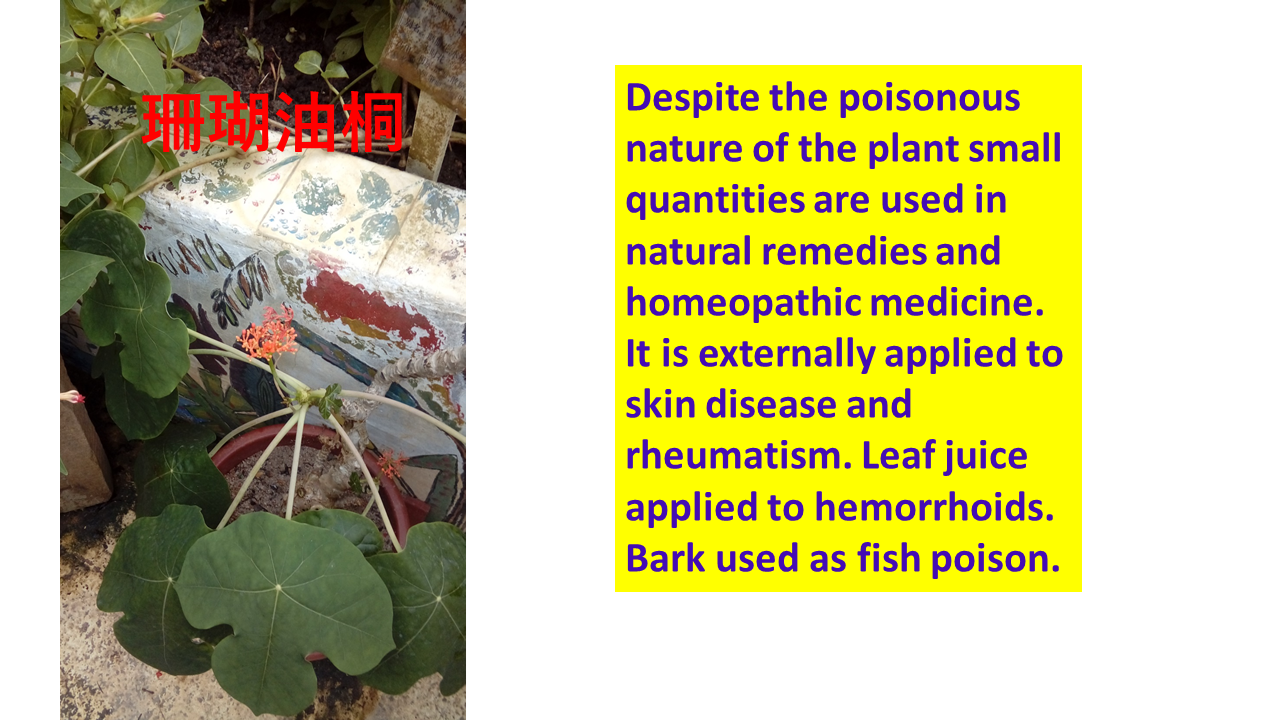 珊瑚油桐
Despite the poisonous
nature of the plant small
quantities are used in
natural remedies and
homeopathic medicine.
It is externally applied to
skin disease and
rheumatism. Leaf juice
applied to hemorrhoids.
Bark used as fish poison.